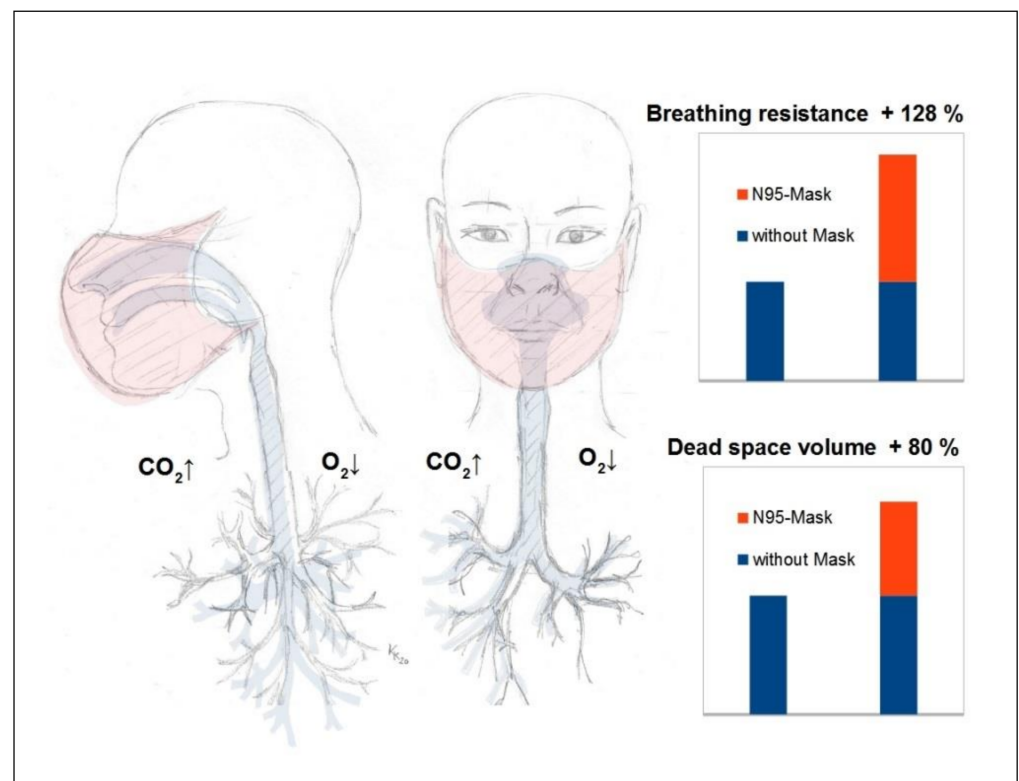 Breathing resistance + 128 %
N95-Mask
without Mask
CO₂↑
O₂↓
CO₂↑
O₂↓
Dead space volume + 80 %
N95-Mask
without Mask